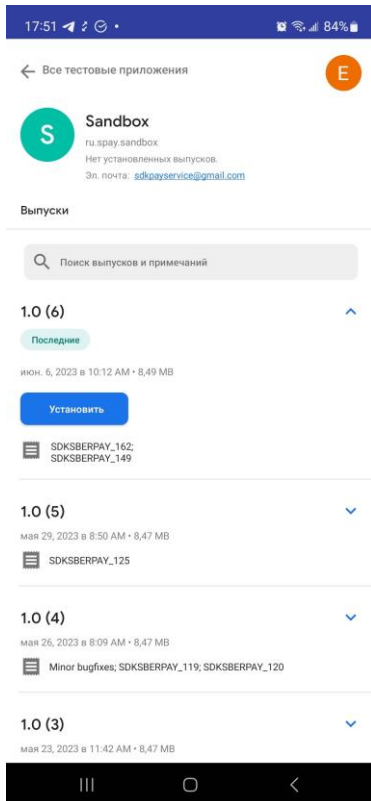 17:51 84%
Все тестовые приложения
E
S
Sandbox
ru.spay.sandbox
Нет установленных выпусков.
Эл. почта: sdkpayservice@gmail.com
Выпуски
Поиск выпусков и примечаний
1.0 (6)
Последние
июн. 6, 2023 в 10:12 AM • 8,49 MB
Установить
SDKSBERPAY_162;
SDKSBERPAY_149
1.0 (5)
мая 29, 2023 в 8:50 AM • 8,47 MB
SDKSBERPAY_125
1.0 (4)
мая 26, 2023 в 8:09 AM • 8,47 MB
Minor bugfixes; SDKSBERPAY_119; SDKSBERPAY_120
1.0 (3)
мая 23, 2023 в 11:42 AM • 8,47 MB